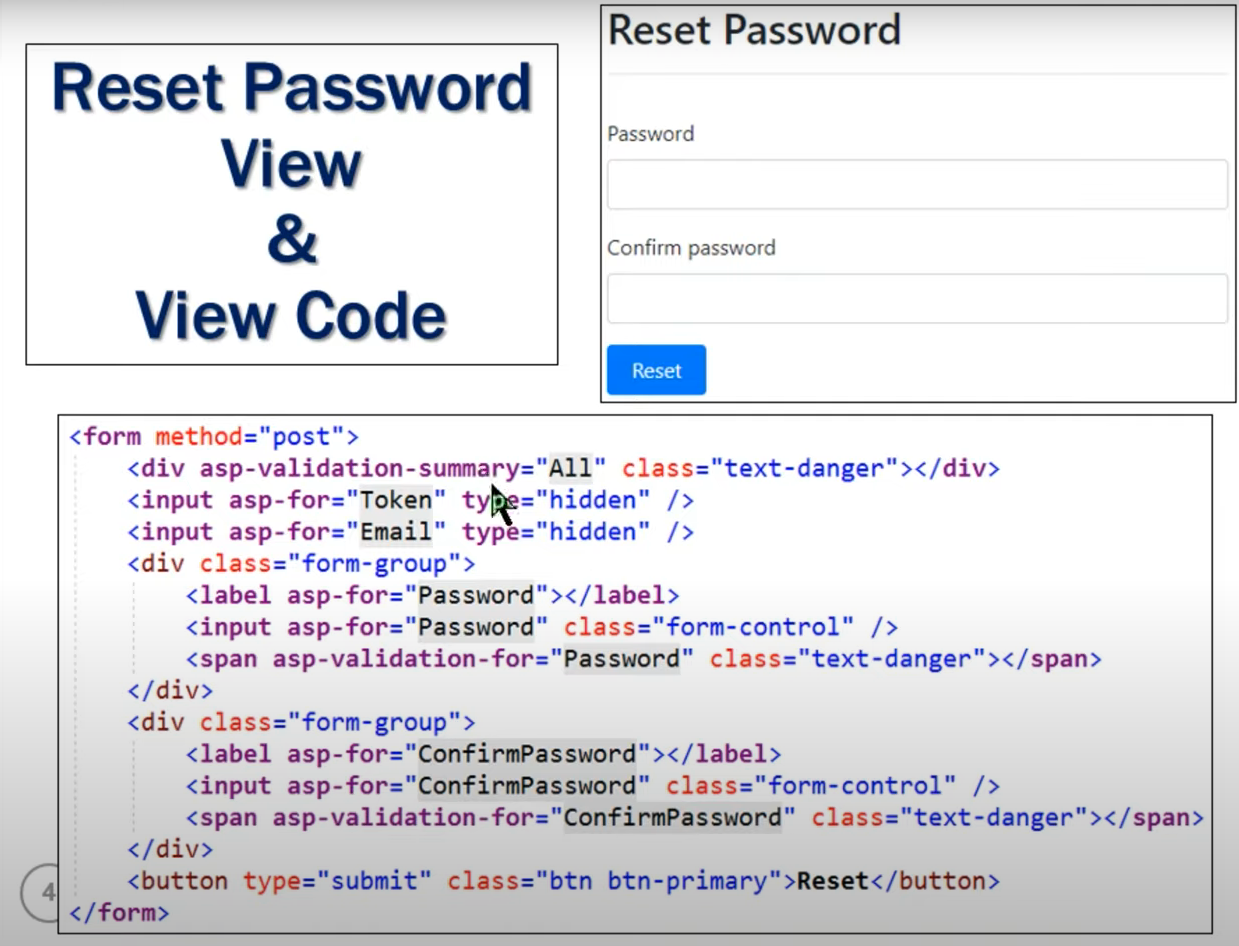 Reset Password
View
&
View Code
Reset Password
Password
Confirm password
Reset
<form method="post">
<div asp-validation-summary="All" class="text-danger"></div>
<input asp-for="Token" type="hidden" />
<input asp-for="Email" type="hidden" />
<div class="form-group">
<label asp-for="Password"></label>
<input asp-for="Password" class="form-control" />
<span asp-validation-for="Password" class="text-danger"></span>
</div>
<div class="form-group">
<label asp-for="ConfirmPassword"></label>
<input asp-for="ConfirmPassword" class="form-control" />
<span asp-validation-for="ConfirmPassword" class="text-danger"></span>
</div>
<button type="submit" class="btn btn-primary">Reset</button>
</form>
4